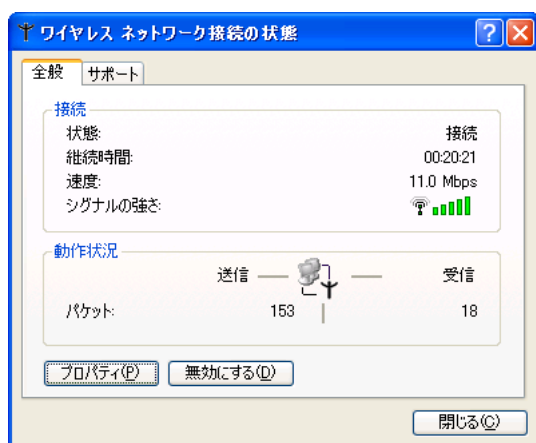 ワイヤレス ネットワーク接続の状態
全般 サポート
接続
状態: 接続
継続時間: 00:20:21
速度: 11.0 Mbps
シグナルの強さ:
動作状況
送信 受信
パケット: 153 18
プロパティ(P) 無効にする(D)
閉じる(C)